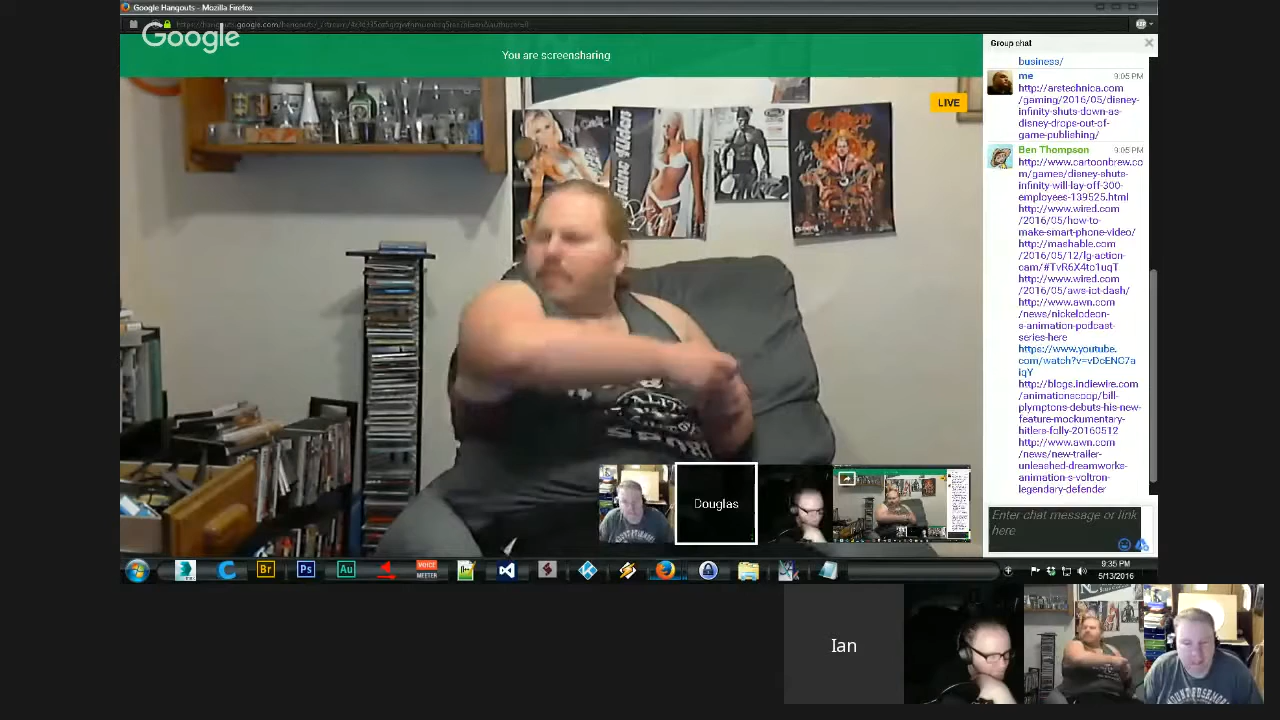 Google Hangouts - Mozilla Firefox
Google
You are screensharing
LIVE
Group chat
business/
me 9:05 PM
http://arstechnica.com
/gaming/2016/05/disney-
infinity-shuts-down-as-
disney-drops-out-of-
game-publishing/
Ben Thompson 9:05 PM
http://www.cartoonbrew.co
m/games/disney-shuts-
infinity-will-lay-off-300-
employees-139525.html
http://www.wired.com
/2016/05/how-to-
make-smart-phone-video/
http://mashable.com
/2016/05/12/lg-action-
cam/#TvR6X4to1uqT
http://www.wired.com
/2016/05/aws-iot-dash/
http://www.awn.com
/news/nickelodeon-
s-animation-podcast-
series-here
https://www.youtube.
com/watch?v=vDcENC7a
iqY
http://blogs.indiewire.com
/animationscoop/bill-
plymptons-debuts-his-new-
feature-mockumentary-
hitlers-folly-20160512
http://www.awn.com
/news/new-trailer-
unleashed-dreamworks-
animation-s-voltron-
legendary-defender
Enter chat message or link
here
Douglas
Br
Ps
Au
VOICE
MEETER
9:35 PM
5/13/2016
Ian